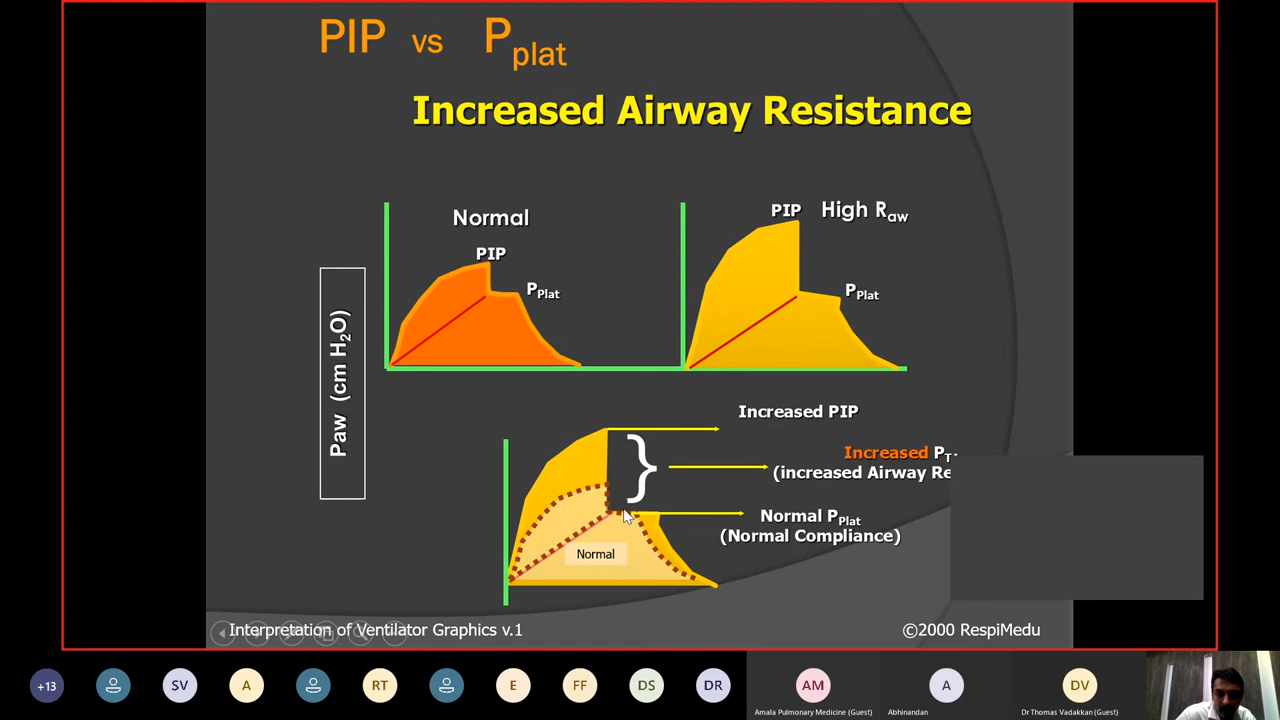 PIP vs Pplat
Increased Airway Resistance
Normal
PIP
PPlat
PIP
High Raw
PPlat
Paw (cm H2O)
Increased PIP
Increased
(increased Airway
Normal PPlat
(Normal Compliance)
Normal
Interpretation of Ventilator Graphics v.1
©2000 RespiMedu
+13
SV
A
RT
E
FF
DS
DR
AM
A
DV
Amala Pulmonary Medicine (Guest)
Abhinandan
Dr Thomas Vadakkan (Guest)